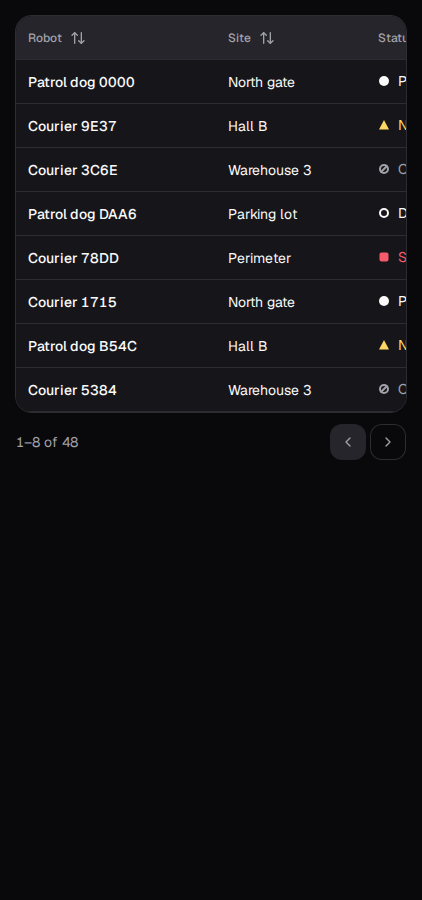 Robot Site
Patrol dog 0000 North gate
Courier 9E37 Hall B
Courier 3C6E Warehouse 3
Patrol dog DAA6 Parking lot
Courier 78DD Perimeter
Courier 1715 North gate
Patrol dog B54C Hall B
Courier 5384 Warehouse 3
1–8 of 48